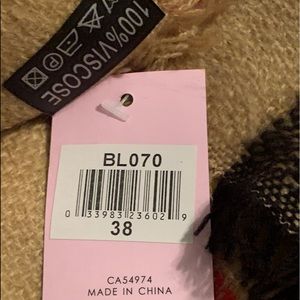 100% VISCOSE
BL070
0 33983 23602 9
38
CA54974
MADE IN CHINA